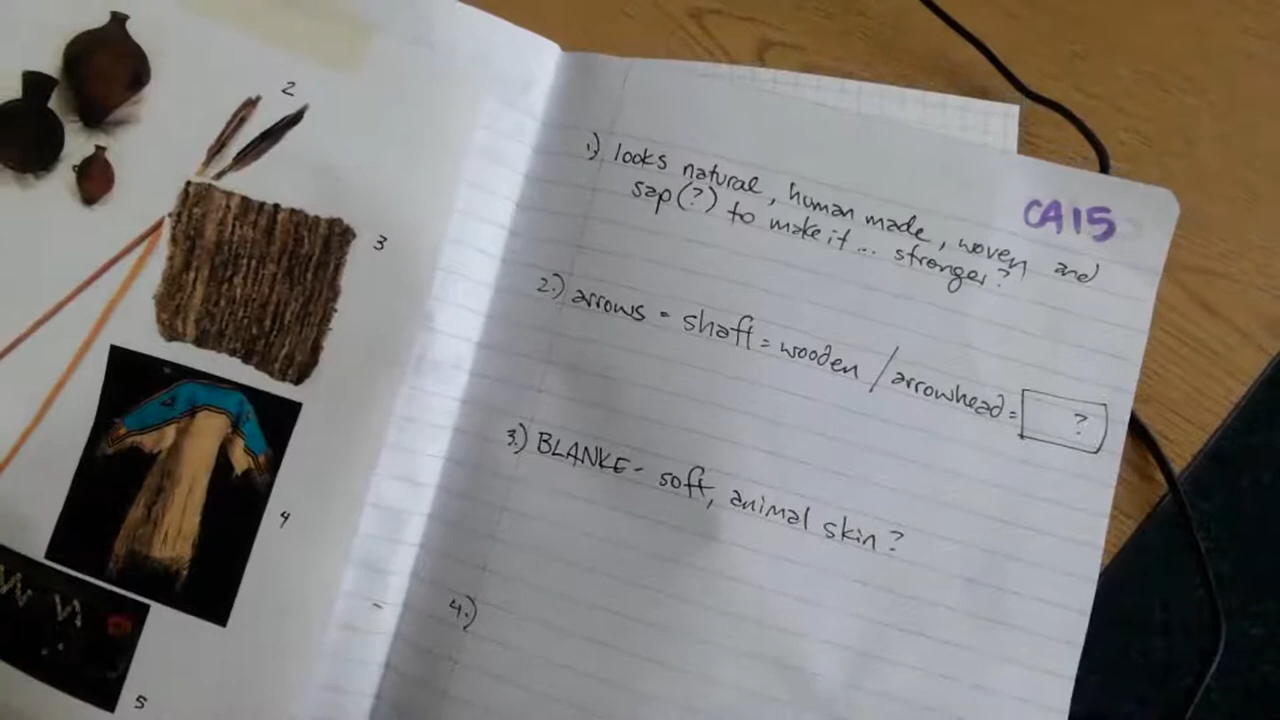 2
3
4
5
CA15
1.) looks natural, human made, woven and
sap(?) to make it ... stronger?
2.) arrows - shaft = wooden / arrowhead = ?
3.) BLANKE - soft, animal skin?
4.)